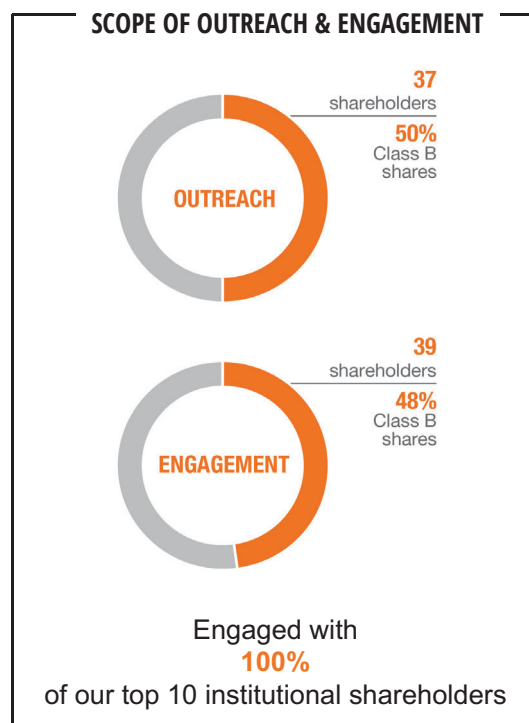 SCOPE OF OUTREACH & ENGAGEMENT
37
shareholders
50%
Class B
shares
OUTREACH
39
shareholders
48%
Class B
shares
ENGAGEMENT
Engaged with
100%
of our top 10 institutional shareholders